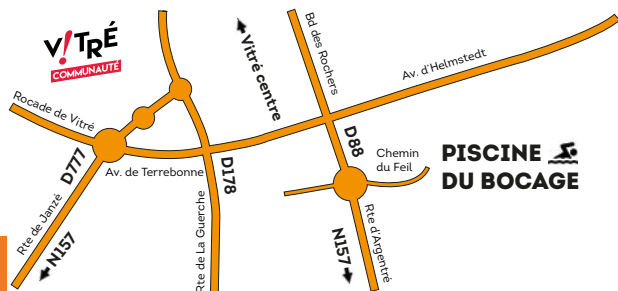 V!TRÉ
COMMUNAUTÉ
Rocade de Vitré
Vitré centre
Bd des Rochers
Av. d'Helmstedt
D777
Av. de Terrebonne
D178
D88
Chemin
du Feil
PISCINE
DU BOCAGE
Rte de Janzé
N157
Rte de La Guerche
N157
Rte d'Argentré